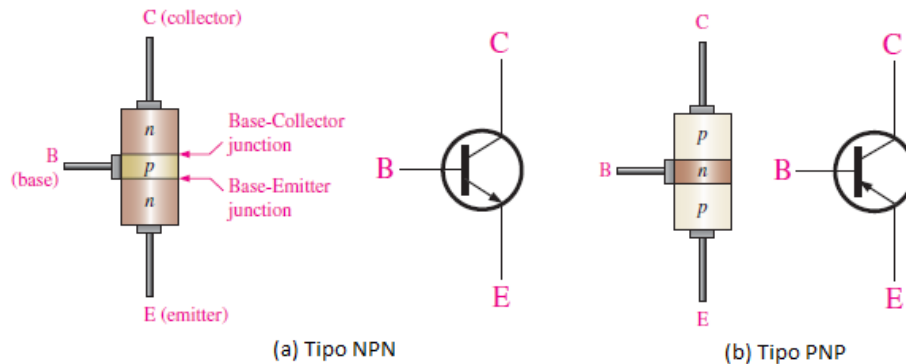 C (collector)
n
p
n
B
(base)
Base-Collector
junction
Base-Emitter
junction
E (emitter)
C
B
E
(a) Tipo NPN
C
p
n
p
B
E
C
B
E
(b) Tipo PNP